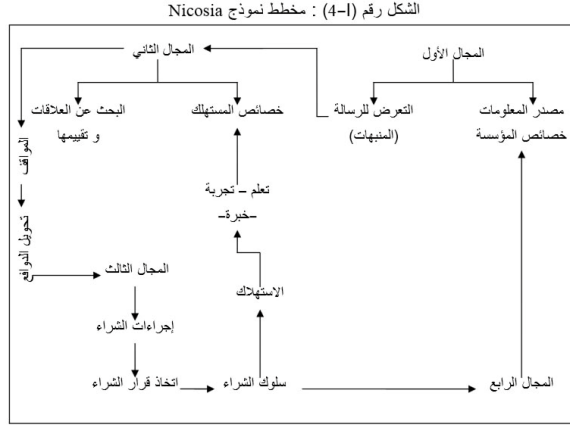 الشكل رقم (I-4) : مخطط نموذج Nicosia
المجال الأول
المجال الثاني
مصدر المعلومات
خصائص المؤسسة
التعرض للرسالة
(المنبهات)
خصائص المستهلك
البحث عن العلاقات
و تقييمها
المواقف
تحويل الدوافع
تعلم – تجربة
-خبرة-
المجال الثالث
الاستهلاك
إجراءات الشراء
المجال الرابع
سلوك الشراء
اتخاذ قرار الشراء